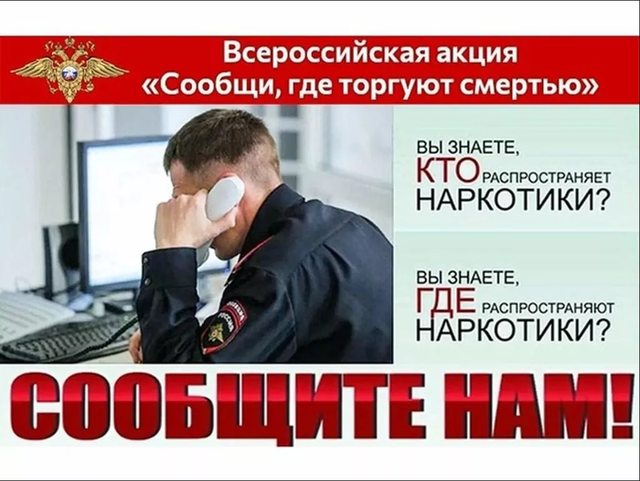 Всероссийская акция
«Сообщи, где торгуют смертью»
ВЫ ЗНАЕТЕ,
КТО РАСПРОСТРАНЯЕТ
НАРКОТИКИ?
ВЫ ЗНАЕТЕ,
ГДЕ РАСПРОСТРАНЯЮТ
НАРКОТИКИ?
СООБЩИТЕ НАМ!